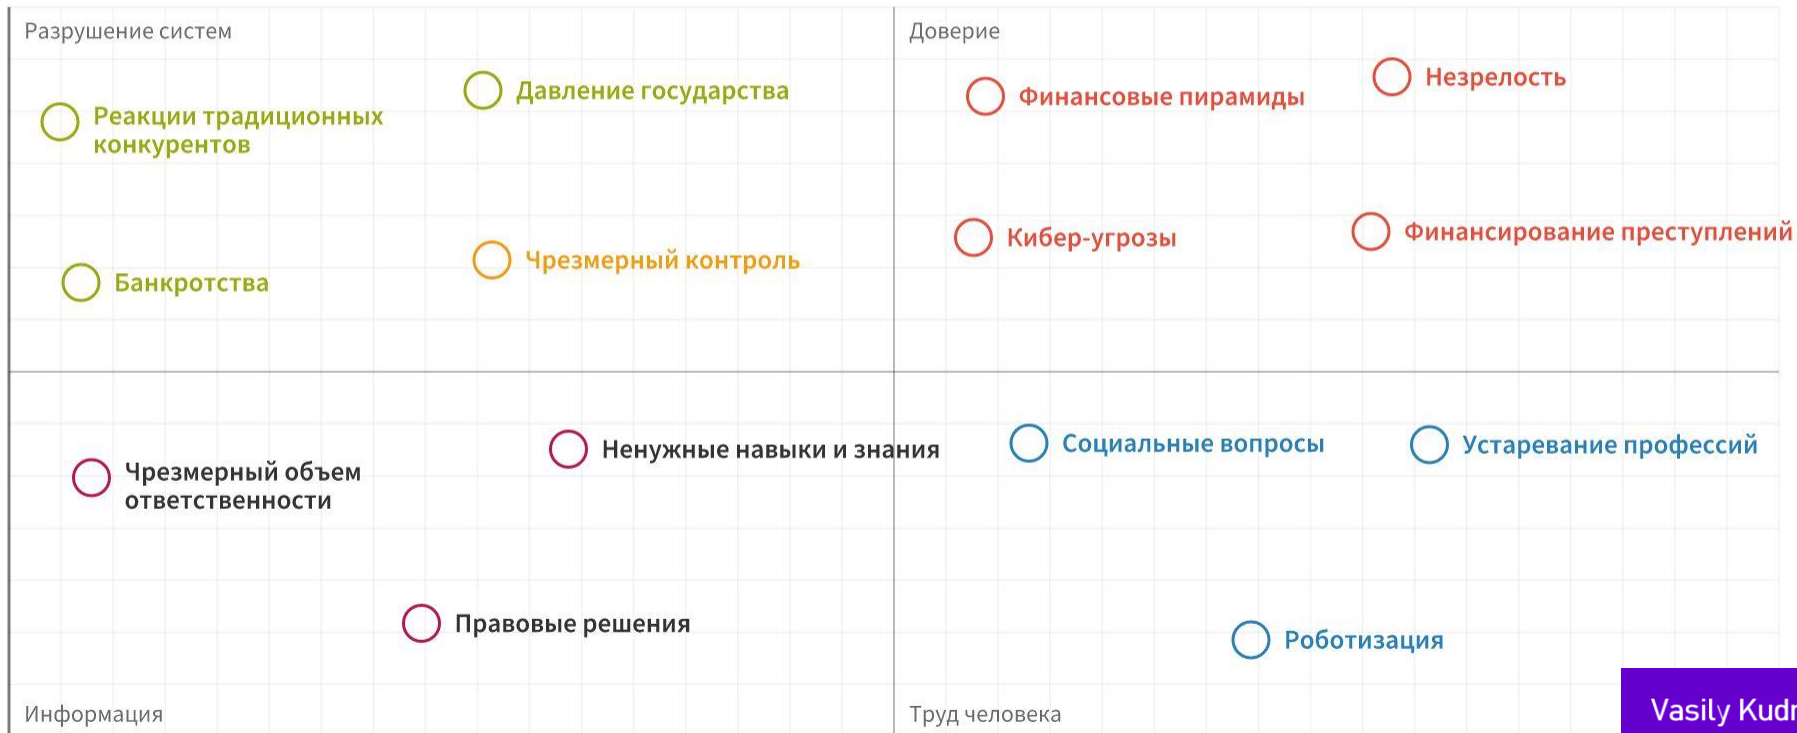 Разрушение систем
Доверие
Реакции традиционных
конкурентов
Давление государства
Финансовые пирамиды
Незрелость
Банкротства
Чрезмерный контроль
Кибер-угрозы
Финансирование преступлений
Чрезмерный объем
ответственности
Ненужные навыки и знания
Социальные вопросы
Устаревание профессий
Правовые решения
Роботизация
Информация
Труд человека
Vasily